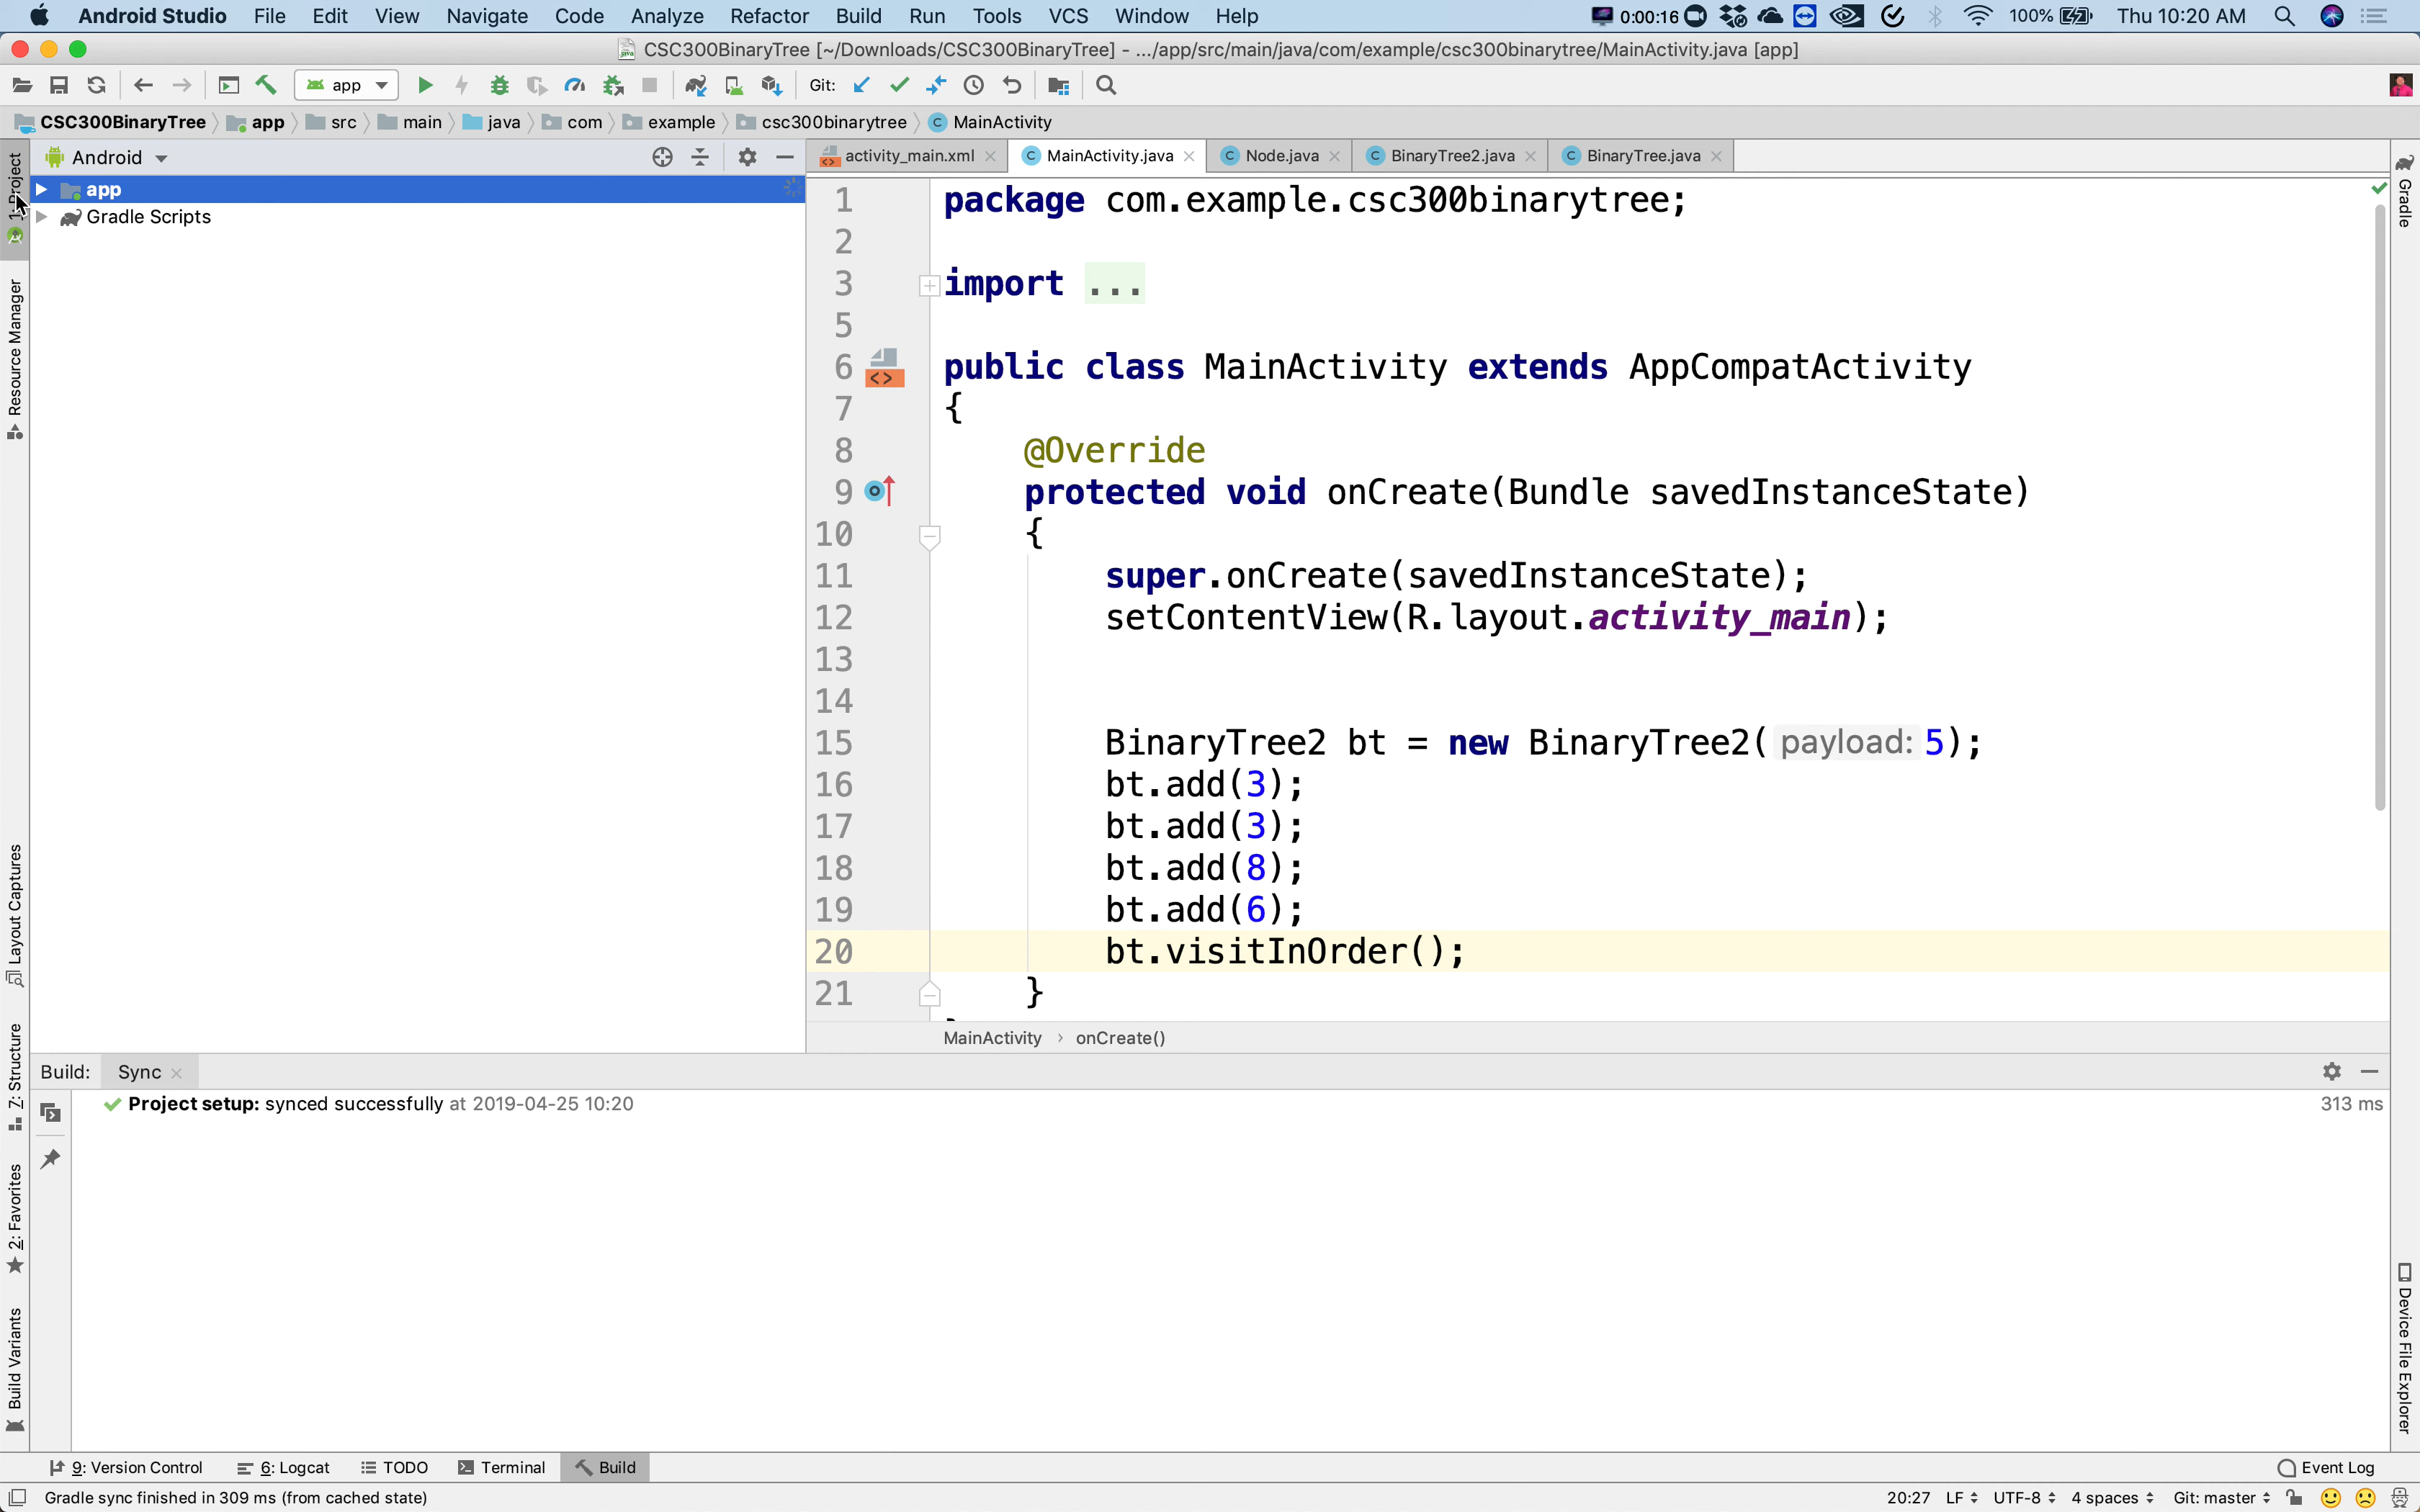 Android Studio File Edit View Navigate Code Analyze Refactor Build Run Tools VCS Window Help 0:00:16 100% Thu 10:20 AM
CSC300BinaryTree [~/Downloads/CSC300BinaryTree] - .../app/src/main/java/com/example/csc300binarytree/MainActivity.java [app]
app Git:
CSC300BinaryTree app src main java com example csc300binarytree MainActivity
Android
activity_main.xml MainActivity.java Node.java BinaryTree2.java BinaryTree.java
app
Gradle Scripts
1: Project
Resource Manager
Layout Captures
Z: Structure
2: Favorites
Build Variants
Gradle
Device File Explorer
1 package com.example.csc300binarytree;
2
3 import ...
5
6 public class MainActivity extends AppCompatActivity
7 {
8 @Override
9 protected void onCreate(Bundle savedInstanceState)
10 {
11 super.onCreate(savedInstanceState);
12 setContentView(R.layout.activity_main);
13
14
15 BinaryTree2 bt = new BinaryTree2( payload: 5);
16 bt.add(3);
17 bt.add(3);
18 bt.add(8);
19 bt.add(6);
20 bt.visitInOrder();
21 }
MainActivity › onCreate()
Build: Sync
Project setup: synced successfully at 2019-04-25 10:20 313 ms
9: Version Control 6: Logcat TODO Terminal Build Event Log
Gradle sync finished in 309 ms (from cached state) 20:27 LF UTF-8 4 spaces Git: master